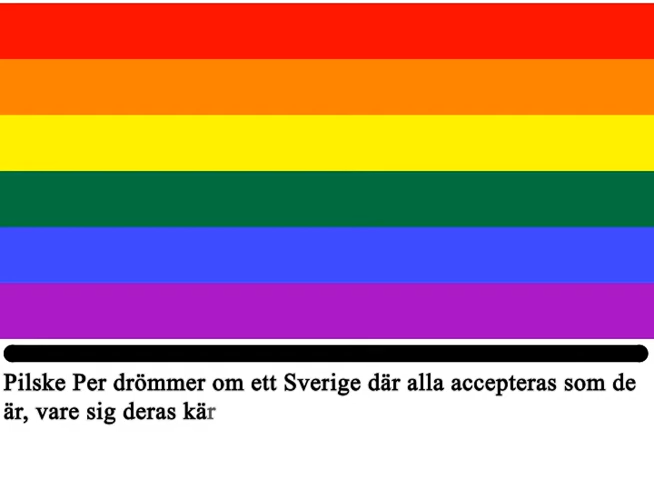 Pilske Per drömmer om ett Sverige där alla accepteras som de
är, vare sig deras kär